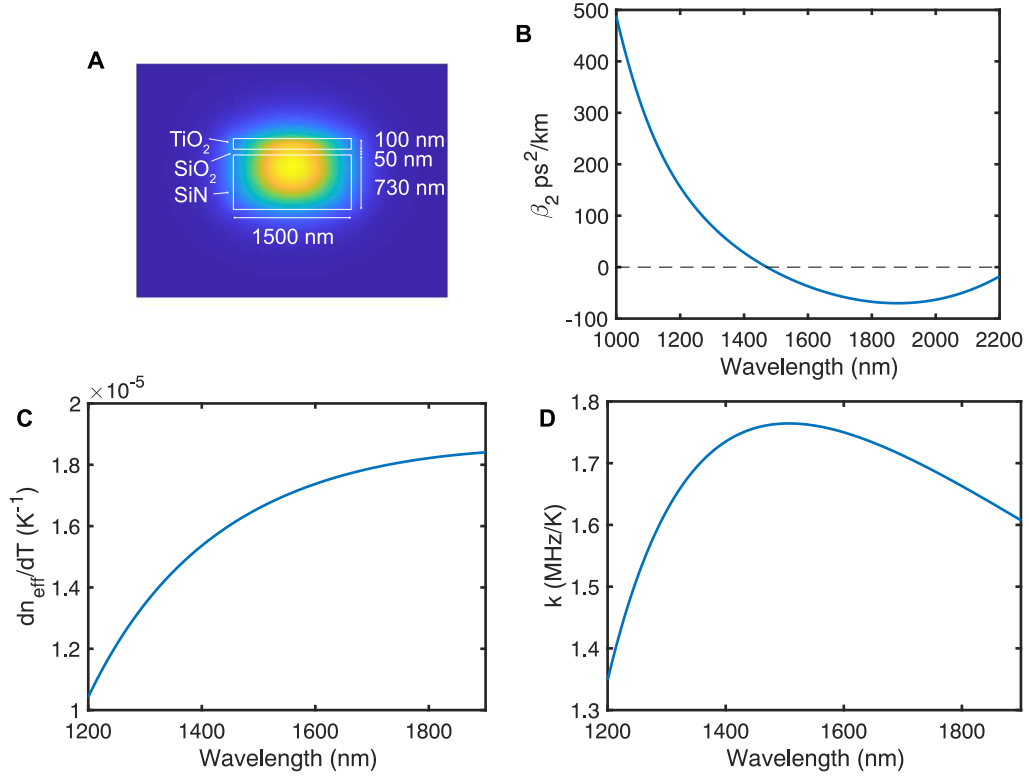 A
TiO2
SiO2
SiN
100 nm
50 nm
730 nm
1500 nm
B
500
400
300
200
100
0
-100
β2 ps²/km
1000 1200 1400 1600 1800 2000 2200
Wavelength (nm)
C
×10⁻⁵
2
1.8
1.6
1.4
1.2
1
dneff/dT (K⁻¹)
1200 1400 1600 1800
Wavelength (nm)
D
1.8
1.7
1.6
1.5
1.4
1.3
k (MHz/K)
1200 1400 1600 1800
Wavelength (nm)